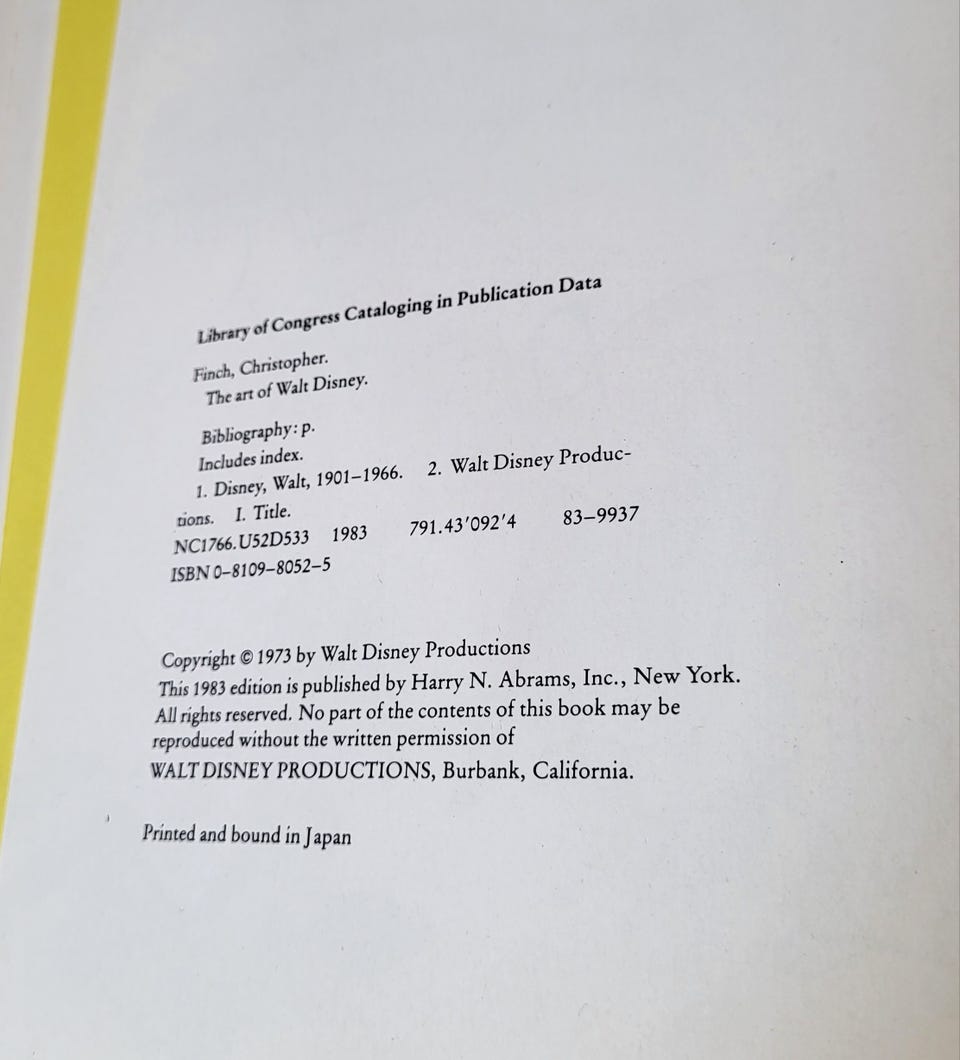 Library of Congress Cataloging in Publication Data
Finch, Christopher.
The art of Walt Disney.
Bibliography: p.
Includes index.
1. Disney, Walt, 1901–1966. 2. Walt Disney Produc-
tions. I. Title.
NC1766.U52D533 1983 791.43′092′4 83–9937
ISBN 0–8109–8052–5
Copyright © 1973 by Walt Disney Productions
This 1983 edition is published by Harry N. Abrams, Inc., New York.
All rights reserved. No part of the contents of this book may be
reproduced without the written permission of
WALT DISNEY PRODUCTIONS, Burbank, California.
Printed and bound in Japan